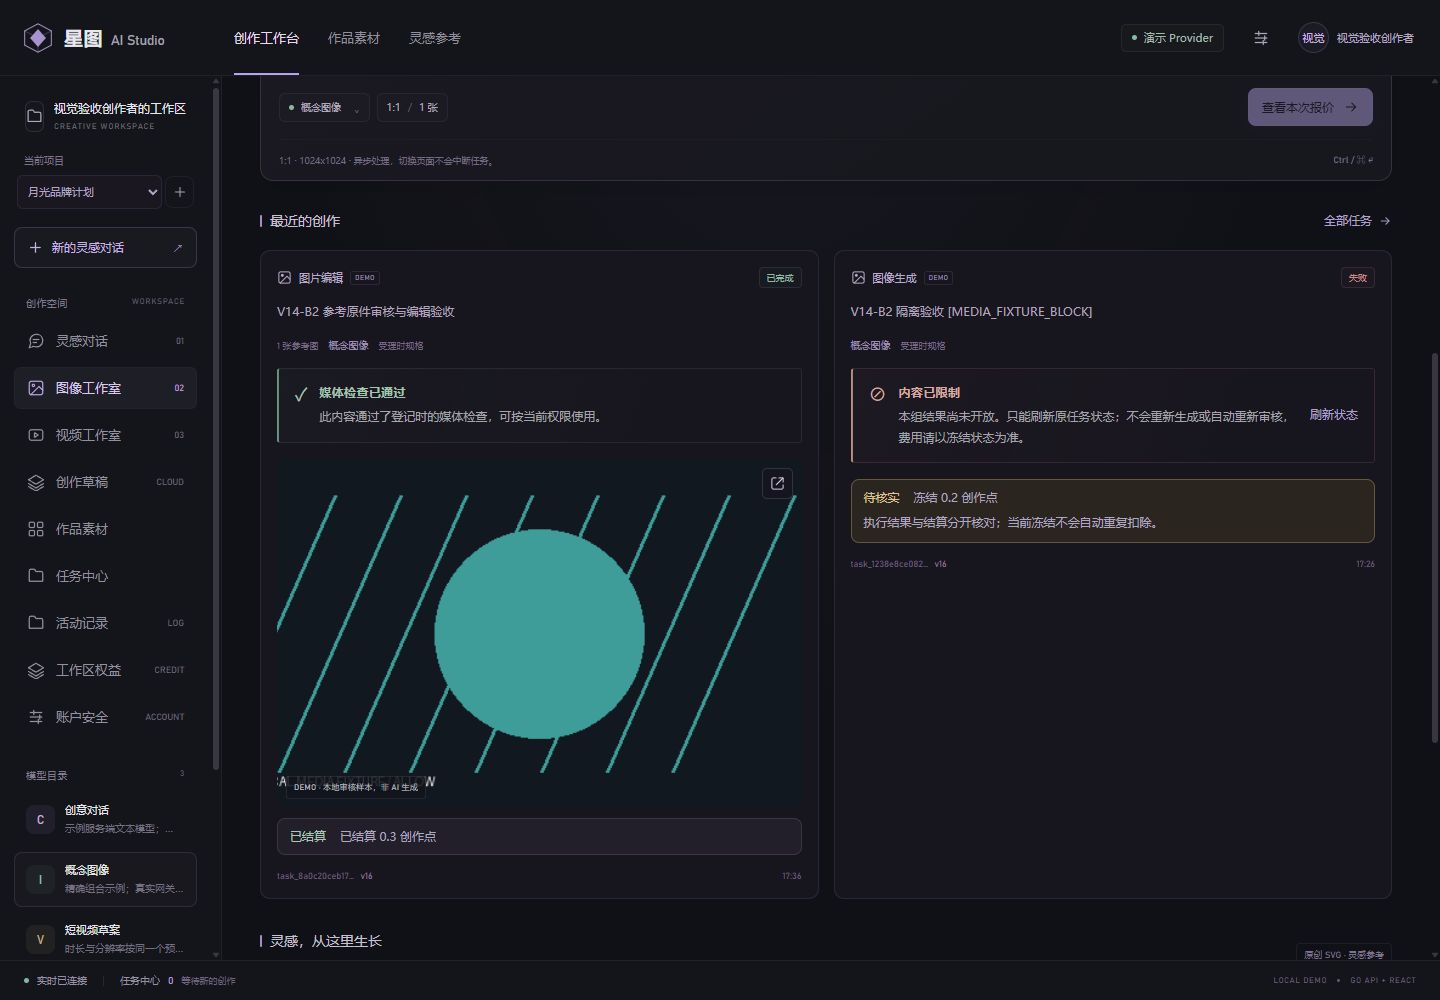 星图 AI Studio
创作工作台 作品素材 灵感参考
演示 Provider
视觉 视觉验收创作者
视觉验收创作者的工作区
CREATIVE WORKSPACE
当前项目
月光品牌计划
新的灵感对话
创作空间 WORKSPACE
灵感对话 01
图像工作室 02
视频工作室 03
创作草稿 CLOUD
作品素材
任务中心
活动记录 LOG
工作区权益 CREDIT
账户安全 ACCOUNT
模型目录 3
C 创意对话
示例服务端文本模型；...
I 概念图像
精确组合示例；真实网关...
V 短视频草案
时长与分辨率按同一个预...
概念图像 1:1 / 1 张
查看本次报价
1:1 · 1024x1024 · 异步处理，切换页面不会中断任务。
Ctrl / ⌘ ↵
最近的创作
全部任务
图片编辑 DEMO 已完成
V14-B2 参考原件审核与编辑验收
1 张参考图 概念图像 受理时规格
媒体检查已通过
此内容通过了登记时的媒体检查，可按当前权限使用。
DEMO · 本地审核样本，非 AI 生成
已结算 已结算 0.3 创作点
task_8a0c20ceb17... v16 17:36
图像生成 DEMO 失败
V14-B2 隔离验收 [MEDIA_FIXTURE_BLOCK]
概念图像 受理时规格
内容已限制
本组结果尚未开放。只能刷新原任务状态；不会重新生成或自动重新审核，
费用请以冻结状态为准。
刷新状态
待核实 冻结 0.2 创作点
执行结果与结算分开核对；当前冻结不会自动重复扣除。
task_1238e8ce082... v16 17:26
灵感，从这里生长
原创 SVG · 灵感参考
实时已连接 任务中心 0 等待新的创作
LOCAL DEMO • GO API + REACT